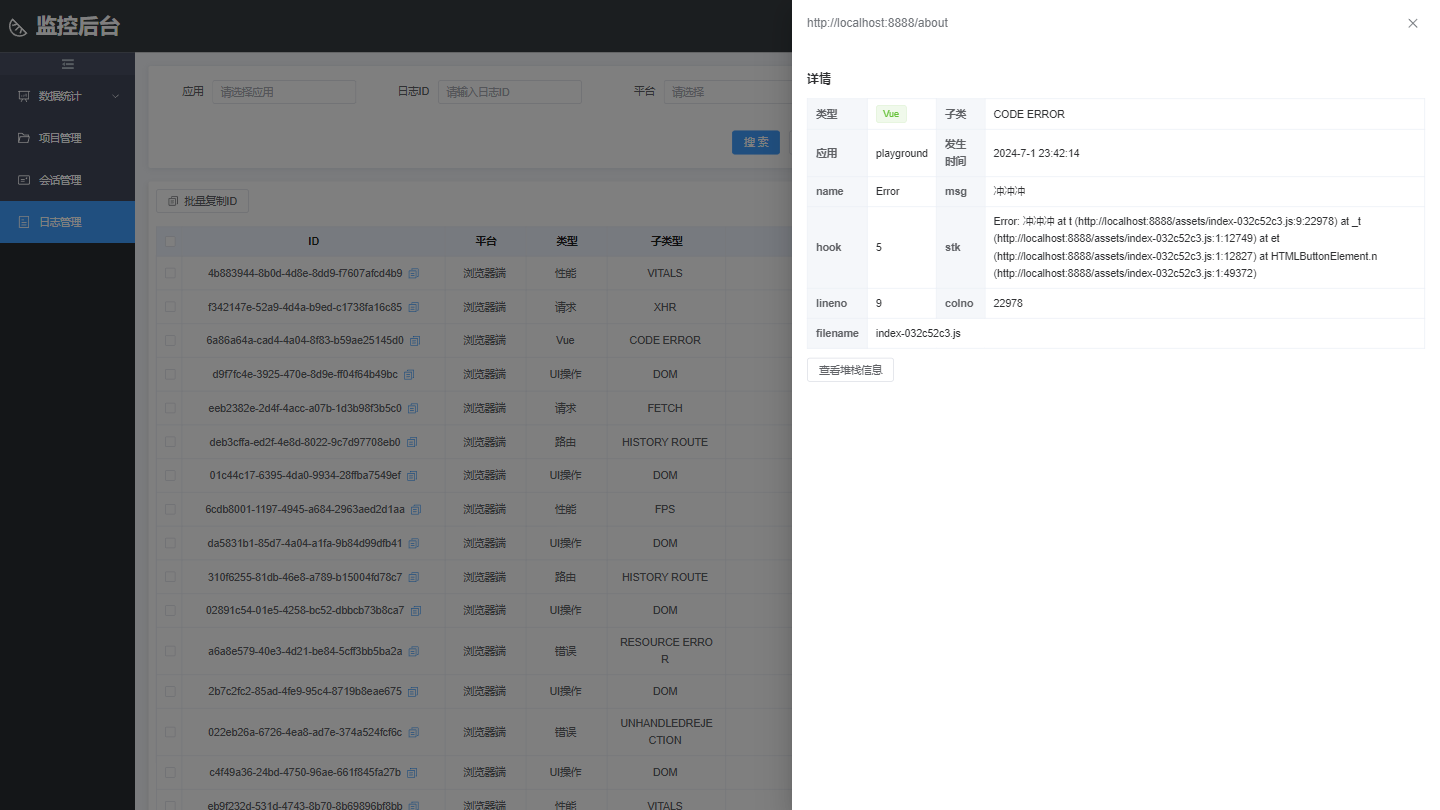 监控后台
数据统计
项目管理
会话管理
日志管理
应用 请选择应用 日志ID 请输入日志ID 平台 请选择
搜 索
批量复制ID
ID 平台 类型 子类型
4b883944-8b0d-4d8e-8dd9-f7607afcd4b9 浏览器端 性能 VITALS
f342147e-52a9-4d4a-b9ed-c1738fa16c85 浏览器端 请求 XHR
6a86a64a-cad4-4a04-8f83-b59ae25145d0 浏览器端 Vue CODE ERROR
d9f7fc4e-3925-470e-8d9e-ff04f64b49bc 浏览器端 UI操作 DOM
eeb2382e-2d4f-4acc-a07b-1d3b98f3b5c0 浏览器端 请求 FETCH
deb3cffa-ed2f-4e8d-8022-9c7d97708eb0 浏览器端 路由 HISTORY ROUTE
01c44c17-6395-4da0-9934-28ffba7549ef 浏览器端 UI操作 DOM
6cdb8001-1197-4945-a684-2963aed2d1aa 浏览器端 性能 FPS
da5831b1-85d7-4a04-a1fa-9b84d99dfb41 浏览器端 UI操作 DOM
310f6255-81db-46e8-a789-b15004fd78c7 浏览器端 路由 HISTORY ROUTE
02891c54-01e5-4258-bc52-dbbcb73b8ca7 浏览器端 UI操作 DOM
a6a8e579-40e3-4d21-be84-5cff3bb5ba2a 浏览器端 错误 RESOURCE ERRO
R
2b7c2fc2-85ad-4fe9-95c4-8719b8eae675 浏览器端 UI操作 DOM
022eb26a-6726-4ea8-ad7e-374a524fcf6c 浏览器端 错误 UNHANDLEDREJE
CTION
c4f49a36-24bd-4750-96ae-661f845fa27b 浏览器端 UI操作 DOM
eb9f232d-531d-4743-8b70-8b69896bf8bb 浏览器端 性能 VITALS
http://localhost:8888/about
详情
类型 Vue 子类 CODE ERROR
应用 playground 发生
时间 2024-7-1 23:42:14
name Error msg 冲冲冲
hook 5 stk Error: 冲冲冲 at t (http://localhost:8888/assets/index-032c52c3.js:9:22978) at _t
(http://localhost:8888/assets/index-032c52c3.js:1:12749) at et
(http://localhost:8888/assets/index-032c52c3.js:1:12827) at HTMLButtonElement.n
(http://localhost:8888/assets/index-032c52c3.js:1:49372)
lineno 9 colno 22978
filename index-032c52c3.js
查看堆栈信息